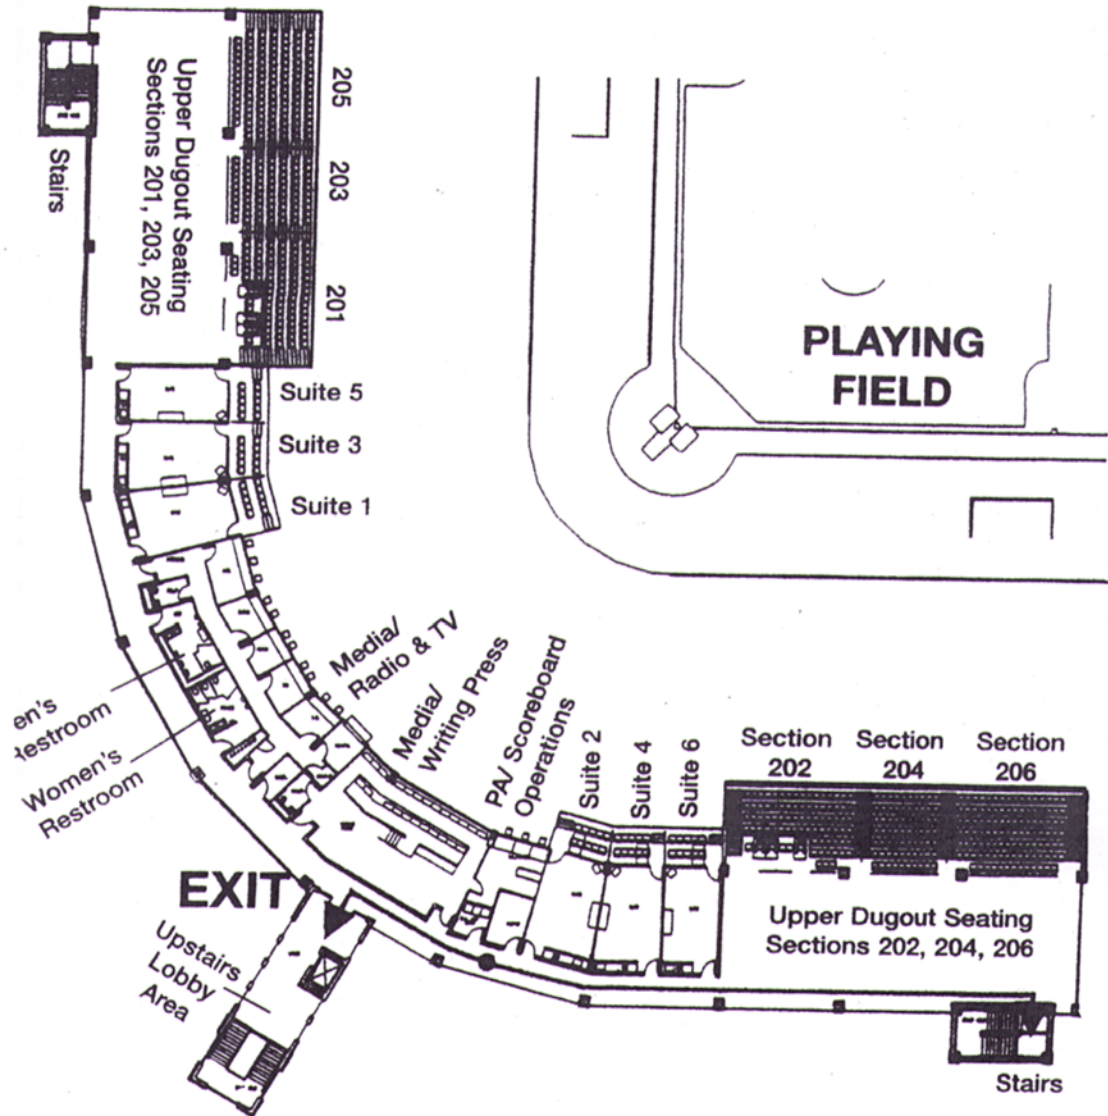 Upper Dugout Seating
Sections 201, 203, 205
205
203
201
Stairs
PLAYING
FIELD
Suite 5
Suite 3
Suite 1
Media/
Radio & TV
Media/
Writing Press
PA/ Scoreboard
Operations
Suite 2
Suite 4
Suite 6
Section
202
Section
204
Section
206
en's
Restroom
Women's
Restroom
EXIT
Upstairs
Lobby
Area
Upper Dugout Seating
Sections 202, 204, 206
Stairs